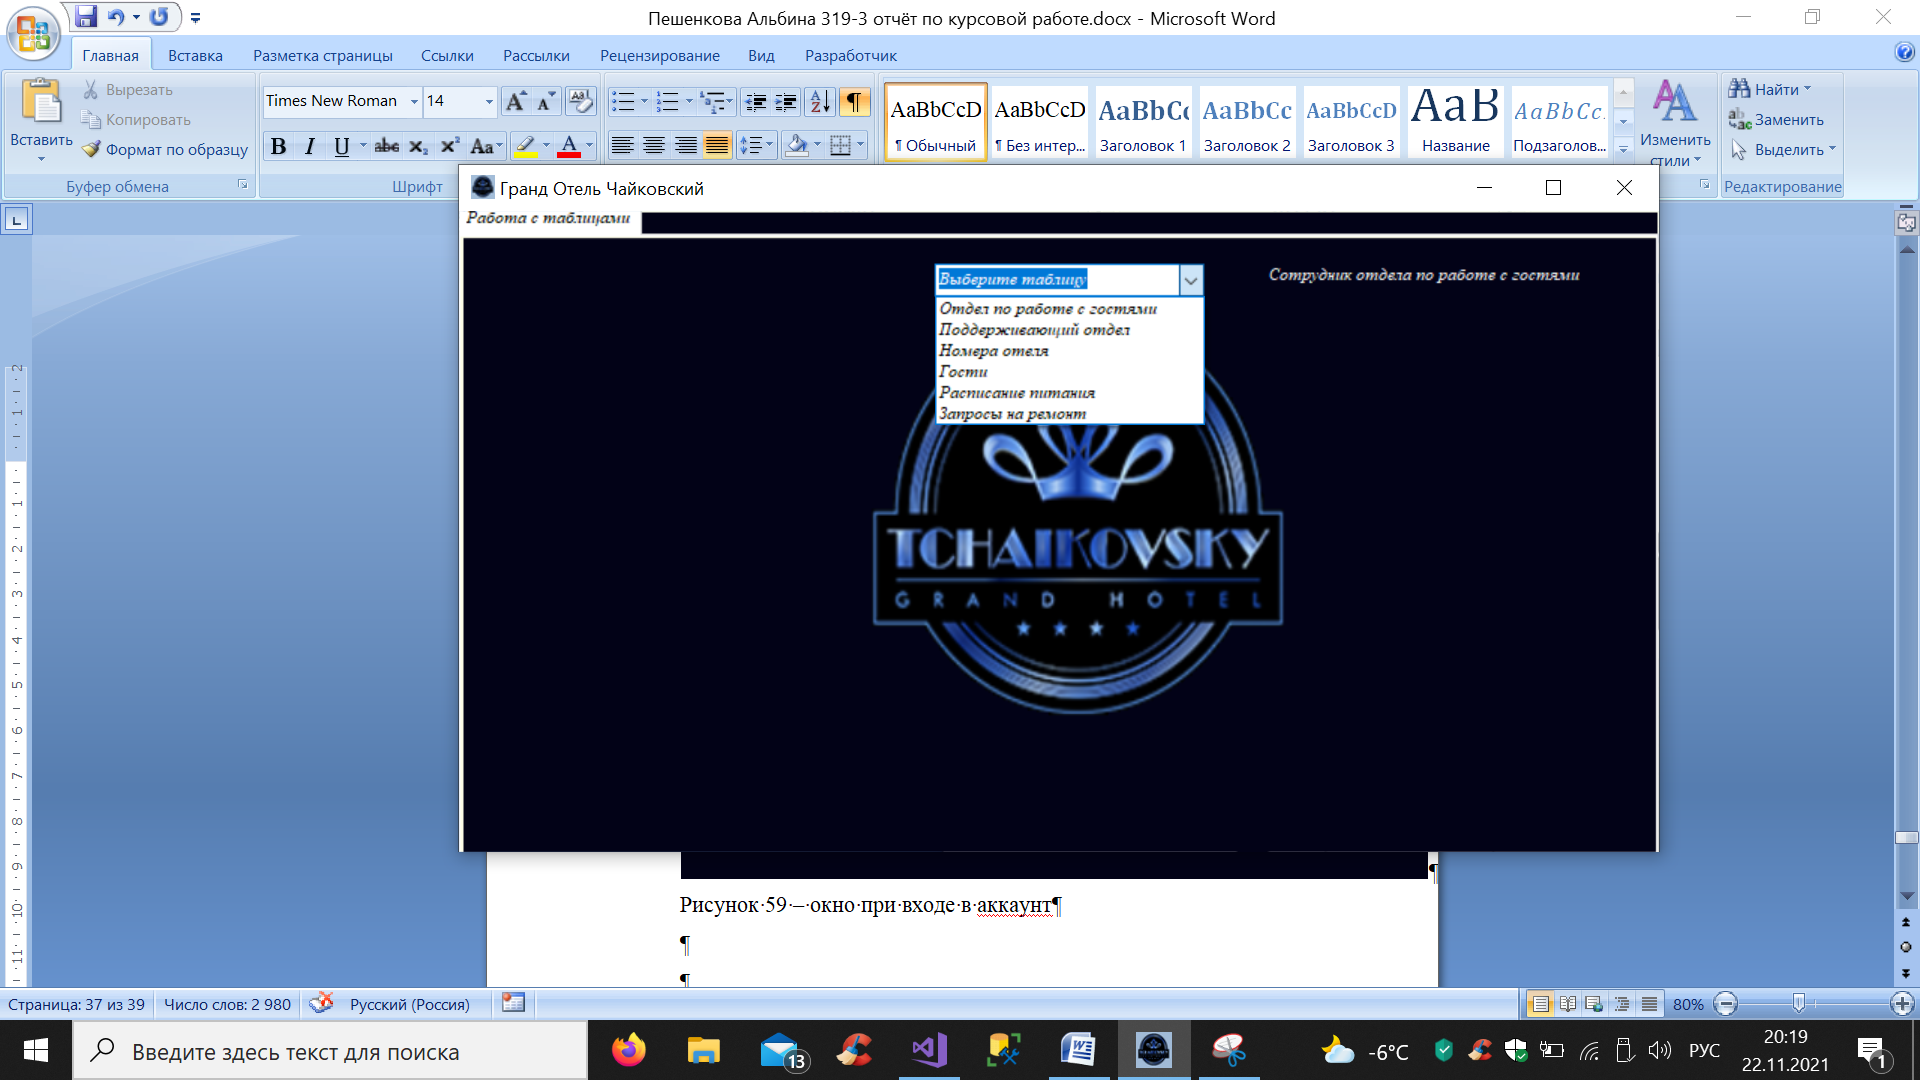 Пешенкова Альбина 319-3 отчёт по курсовой работе.docx - Microsoft Word
Главная Вставка Разметка страницы Ссылки Рассылки Рецензирование Вид Разработчик
Вставить
Вырезать
Копировать
Формат по образцу
Буфер обмена
Times New Roman 14
Шрифт
AaBbCcD AaBbCcD AaBbCc AaBbCc AaBbCcD АаВ AaBbCc.
¶ Обычный ¶ Без интер... Заголовок 1 Заголовок 2 Заголовок 3 Название Подзаголов...
Изменить
стили
Найти
Заменить
Выделить
Редактирование
Гранд Отель Чайковский
Работа с таблицами
Выберите таблицу
Сотрудник отдела по работе с гостями
Отдел по работе с гостями
Поддерживающий отдел
Номера отеля
Гости
Расписание питания
Запросы на ремонт
TCHAIKOVSKY
GRAND HOTEL
Рисунок·59·–·окно·при·входе·в·аккаунт¶
¶
¶
Страница: 37 из 39 Число слов: 2 980 Русский (Россия) 80%
Введите здесь текст для поиска
13
-6°C
РУС
20:19
22.11.2021
1